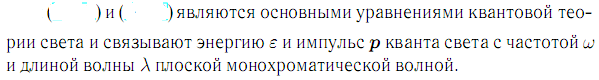 ( ) и ( ) являются основными уравнениями квантовой тео-
рии света и связывают энергию ε и импульс p кванта света с частотой ω
и длиной волны λ плоской монохроматической волной.